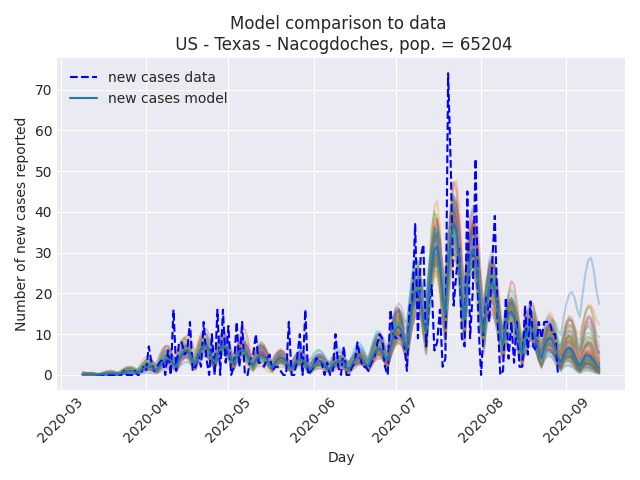 Model comparison to data
US - Texas - Nacogdoches, pop. = 65204
new cases data
new cases model
Number of new cases reported
70
60
50
40
30
20
10
0
2020-03
2020-04
2020-05
2020-06
2020-07
2020-08
2020-09
Day